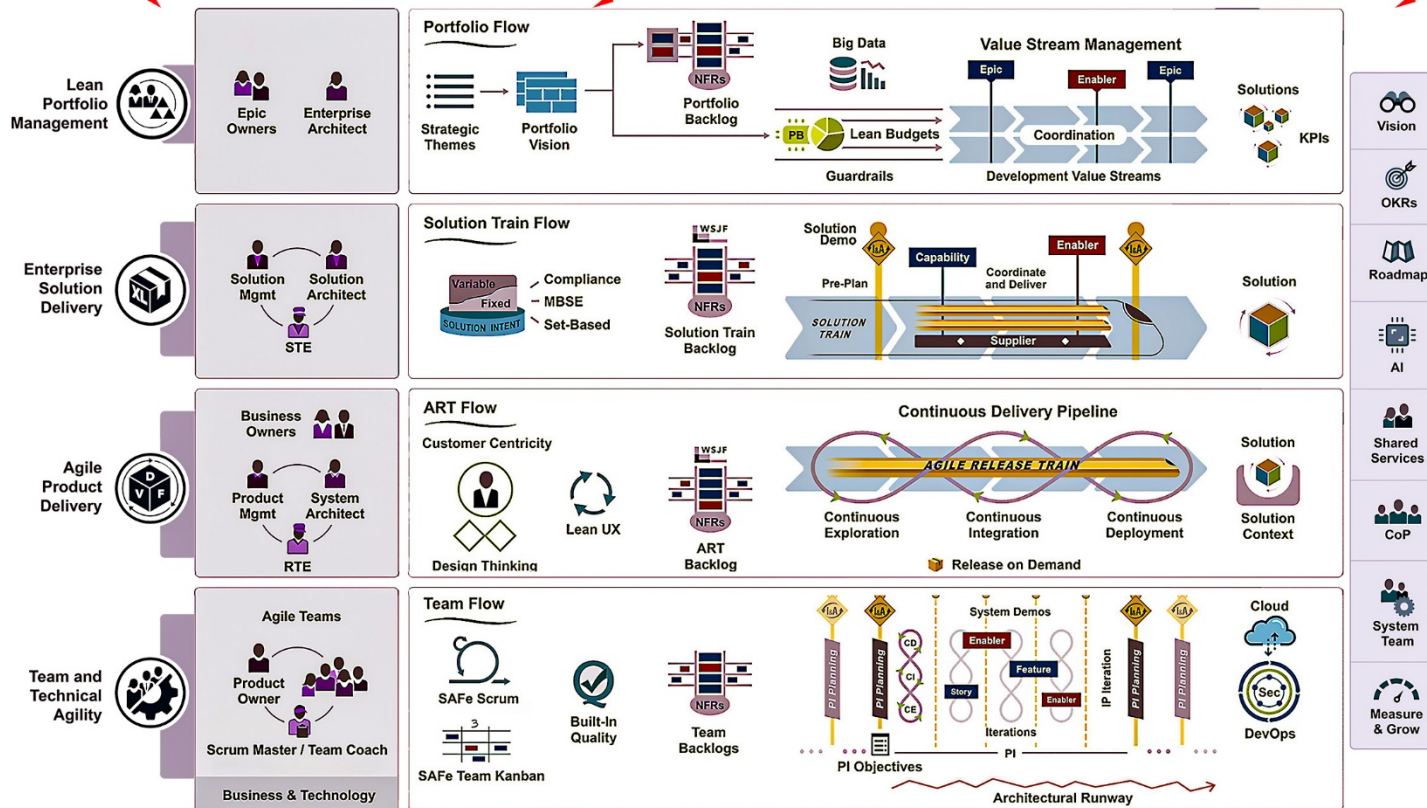 Lean
Portfolio
Management
Epic
Owners
Enterprise
Architect
Portfolio Flow
Strategic
Themes
Portfolio
Vision
NFRs
Portfolio
Backlog
Big Data
PB
Lean Budgets
Guardrails
Value Stream Management
Epic
Enabler
Epic
Coordination
Development Value Streams
Solutions
KPIs
Enterprise
Solution
Delivery
XL
Solution
Mgmt
Solution
Architect
STE
Solution Train Flow
Variable
Fixed
SOLUTION INTENT
Compliance
MBSE
Set-Based
WSJF
NFRs
Solution Train
Backlog
Solution
Demo
I&A
Pre-Plan
Capability
Coordinate
and Deliver
Enabler
I&A
SOLUTION
TRAIN
Supplier
Solution
Agile
Product
Delivery
D
V
F
Business
Owners
Product
Mgmt
System
Architect
RTE
ART Flow
Customer Centricity
Design Thinking
Lean UX
WSJF
NFRs
ART
Backlog
Continuous Delivery Pipeline
AGILE RELEASE TRAIN
Continuous
Exploration
Continuous
Integration
Continuous
Deployment
Release on Demand
Solution
Solution
Context
Team and
Technical
Agility
Agile Teams
Product
Owner
Scrum Master / Team Coach
Business & Technology
Team Flow
SAFe Scrum
3
SAFe Team Kanban
Built-In
Quality
NFRs
Team
Backlogs
I&A
PI Planning
I&A
PI Planning
CD
CI
CE
System Demos
Enabler
Feature
Story
Enabler
Iterations
IP Iteration
I&A
PI Planning
I&A
PI Planning
PI Objectives
PI
Architectural Runway
Cloud
Sec
DevOps
Vision
OKRs
Roadmap
AI
Shared
Services
CoP
System
Team
Measure
& Grow